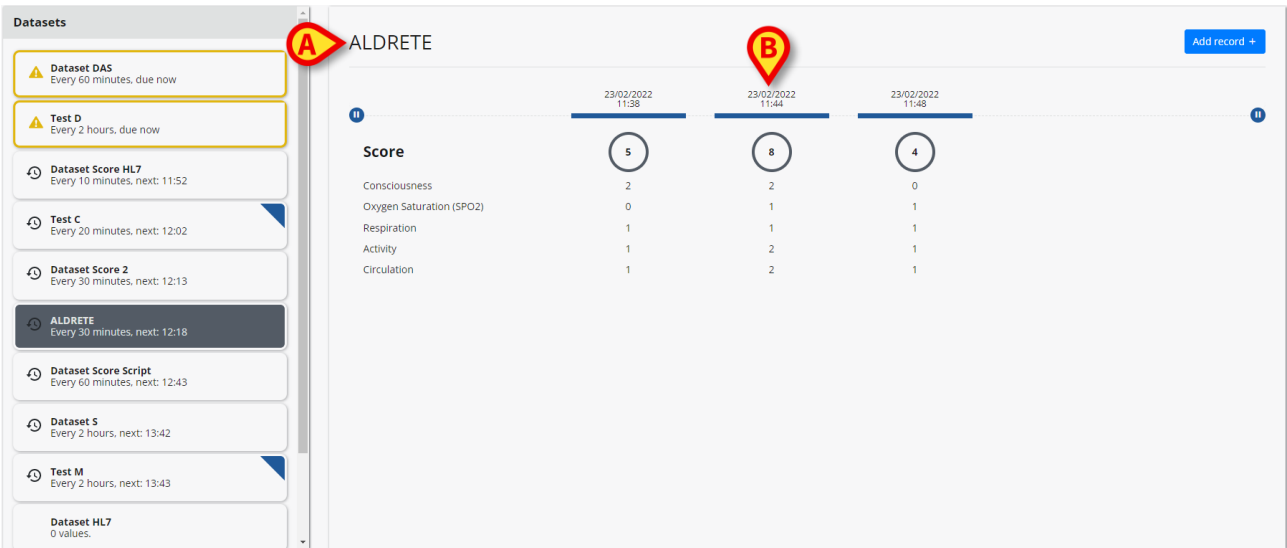 Datasets
Dataset DAS
Every 60 minutes, due now
Test D
Every 2 hours, due now
Dataset Score HL7
Every 10 minutes, next: 11:52
Test C
Every 20 minutes, next: 12:02
Dataset Score 2
Every 30 minutes, next: 12:13
ALDRETE
Every 30 minutes, next: 12:18
Dataset Score Script
Every 60 minutes, next: 12:43
Dataset S
Every 2 hours, next: 13:42
Test M
Every 2 hours, next: 13:43
Dataset HL7
0 values.
A
ALDRETE
B
Add record +
23/02/2022 23/02/2022 23/02/2022
11:38 11:44 11:48
Score 5 8 4
Consciousness 2 2 0
Oxygen Saturation (SPO2) 0 1 1
Respiration 1 1 1
Activity 1 2 1
Circulation 1 2 1